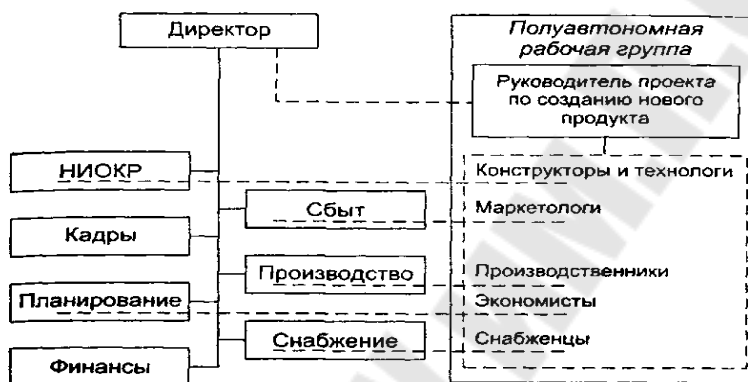 Директор
Полуавтономная
рабочая группа
Руководитель проекта
по созданию нового
продукта
НИОКР
Конструкторы и технологи
Сбыт
Маркетологи
Кадры
Производство
Производственники
Планирование
Экономисты
Снабжение
Снабженцы
Финансы